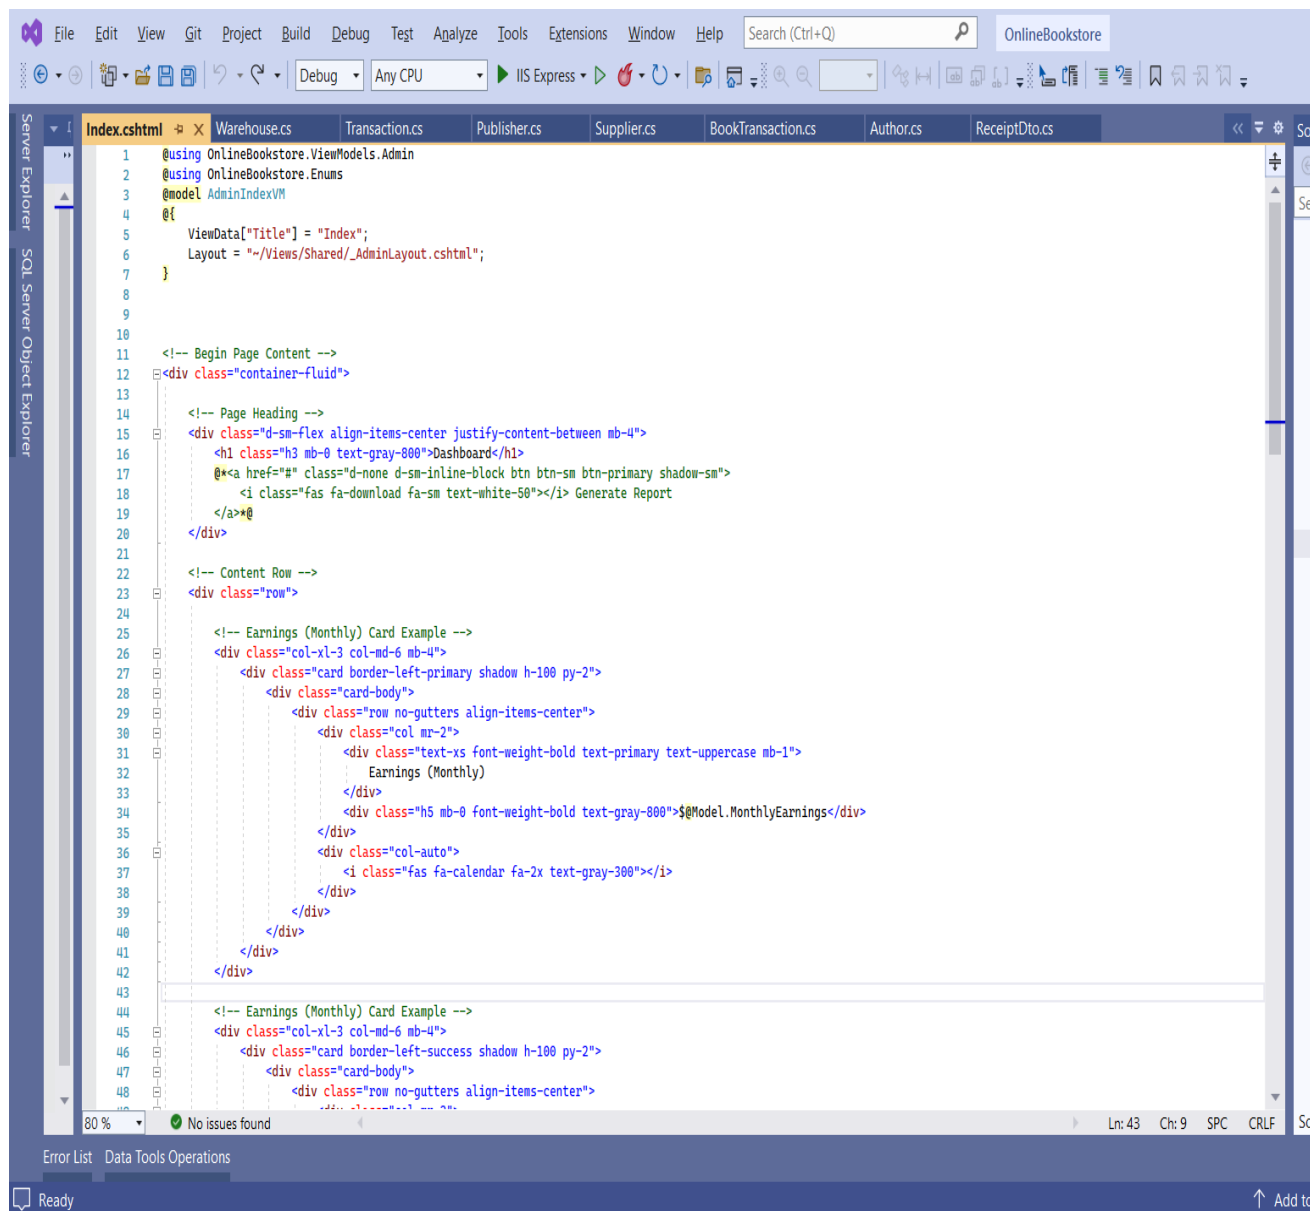 File Edit View Git Project Build Debug Test Analyze Tools Extensions Window Help Search (Ctrl+Q) OnlineBookstore
Debug Any CPU IIS Express
Server Explorer
SQL Server Object Explorer
Index.cshtml Warehouse.cs Transaction.cs Publisher.cs Supplier.cs BookTransaction.cs Author.cs ReceiptDto.cs
1 @using OnlineBookstore.ViewModels.Admin
2 @using OnlineBookstore.Enums
3 @model AdminIndexVM
4 @{
5 ViewData["Title"] = "Index";
6 Layout = "~/Views/Shared/_AdminLayout.cshtml";
7 }
8
9
10
11 <!-- Begin Page Content -->
12 <div class="container-fluid">
13
14 <!-- Page Heading -->
15 <div class="d-sm-flex align-items-center justify-content-between mb-4">
16 <h1 class="h3 mb-0 text-gray-800">Dashboard</h1>
17 @*<a href="#" class="d-none d-sm-inline-block btn btn-sm btn-primary shadow-sm">
18 <i class="fas fa-download fa-sm text-white-50"></i> Generate Report
19 </a>*@
20 </div>
21
22 <!-- Content Row -->
23 <div class="row">
24
25 <!-- Earnings (Monthly) Card Example -->
26 <div class="col-xl-3 col-md-6 mb-4">
27 <div class="card border-left-primary shadow h-100 py-2">
28 <div class="card-body">
29 <div class="row no-gutters align-items-center">
30 <div class="col mr-2">
31 <div class="text-xs font-weight-bold text-primary text-uppercase mb-1">
32 Earnings (Monthly)
33 </div>
34 <div class="h5 mb-0 font-weight-bold text-gray-800">$@Model.MonthlyEarnings</div>
35 </div>
36 <div class="col-auto">
37 <i class="fas fa-calendar fa-2x text-gray-300"></i>
38 </div>
39 </div>
40 </div>
41 </div>
42 </div>
43
44 <!-- Earnings (Monthly) Card Example -->
45 <div class="col-xl-3 col-md-6 mb-4">
46 <div class="card border-left-success shadow h-100 py-2">
47 <div class="card-body">
48 <div class="row no-gutters align-items-center">
80 % No issues found Ln: 43 Ch: 9 SPC CRLF
Error List Data Tools Operations
Ready Add to